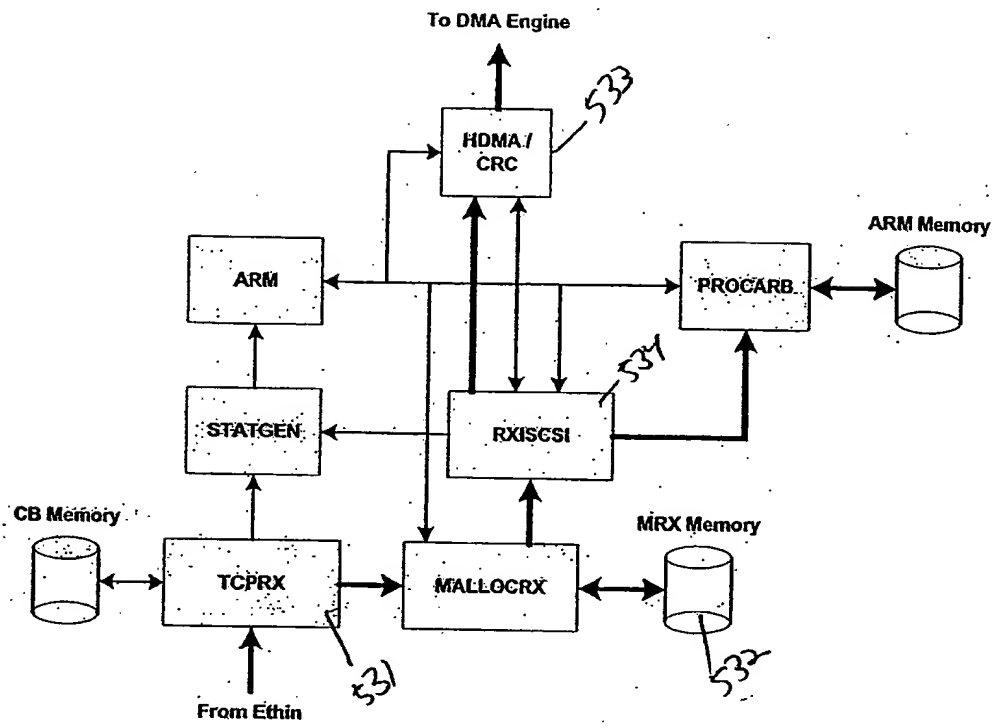 To DMA Engine
533
HDMA /
CRC
ARM Memory
ARM
PROCARB
534
STATGEN
RXISCSI
CB Memory
MRX Memory
TCPRX
MALLOCRX
531
532
From Ethin